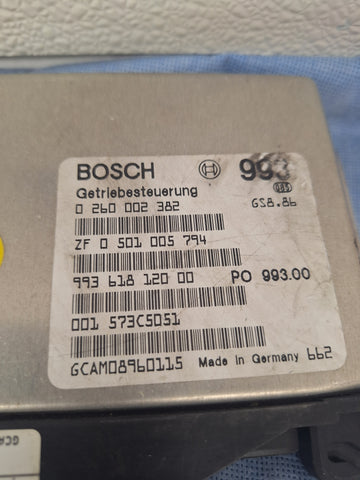 BOSCH 993
Getriebesteuerung
0 260 002 382 GS8.86
ZF 0 501 005 794
993 618 120 00 PO 993.00
001 573C5051
GCAM08960115 Made in Germany 662
GCA